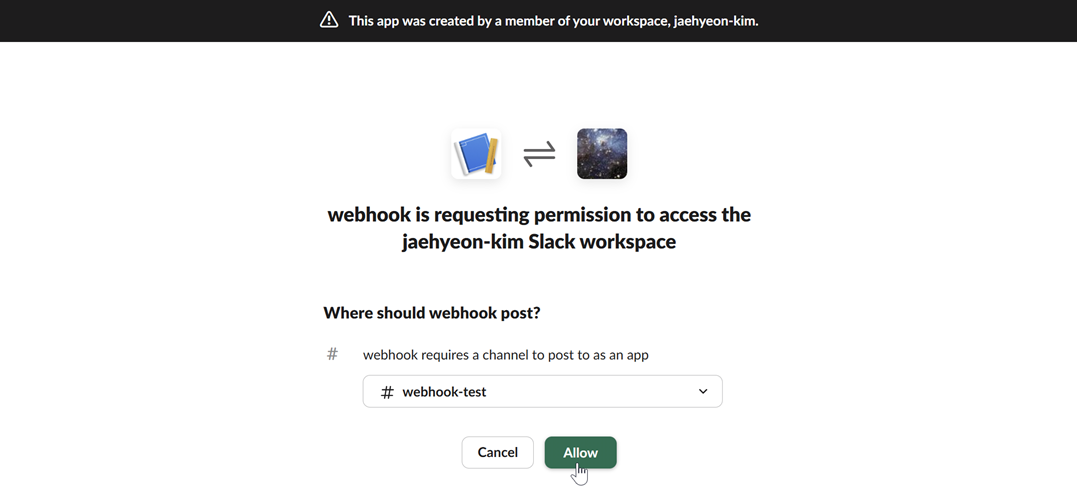 This app was created by a member of your workspace, jaehyeon-kim.
webhook is requesting permission to access the
jaehyeon-kim Slack workspace
Where should webhook post?
# webhook requires a channel to post to as an app
# webhook-test
Cancel Allow